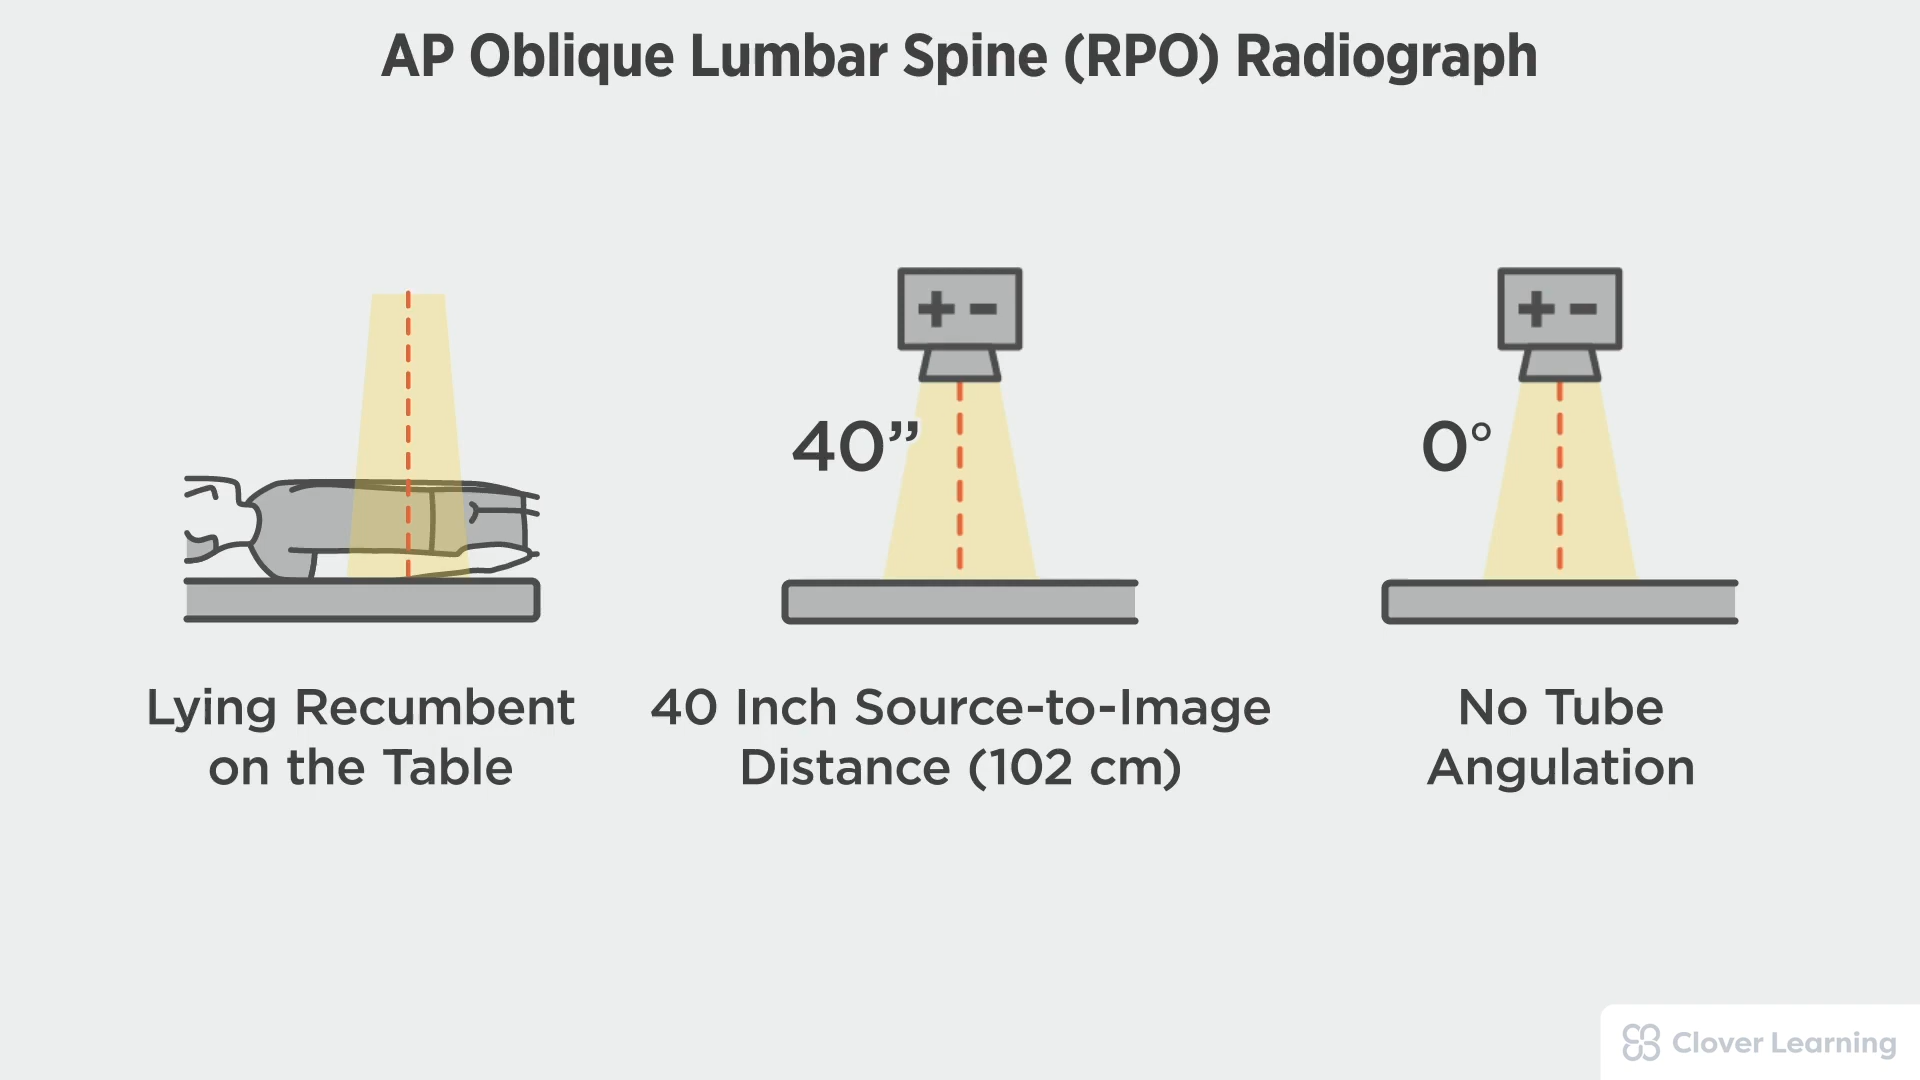 AP Oblique Lumbar Spine (RPO) Radiograph
+ -
+ -
40”
0°
Lying Recumbent
on the Table
40 Inch Source-to-Image
Distance (102 cm)
No Tube
Angulation
Clover Learning